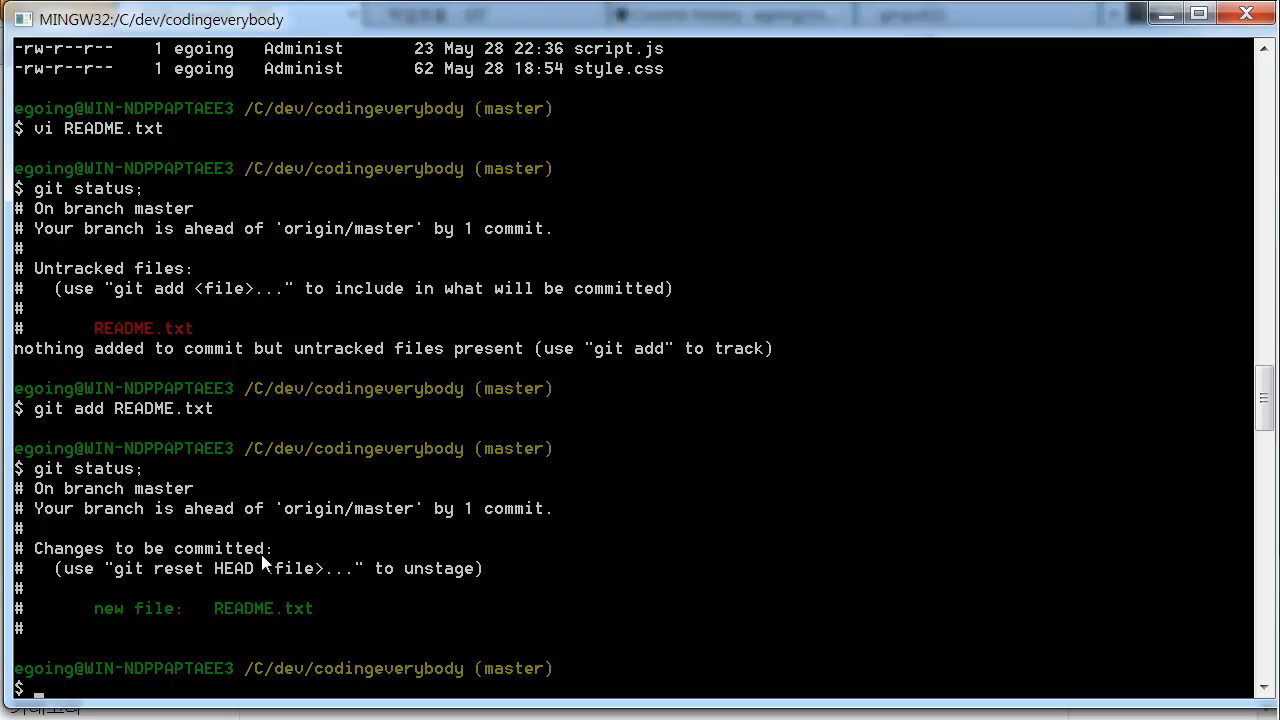 MINGW32:/C/dev/codingeverybody
-rw-r--r-- 1 egoing Administ 23 May 28 22:36 script.js
-rw-r--r-- 1 egoing Administ 62 May 28 18:54 style.css
egoing@WIN-NDPPAPTAEE3 /C/dev/codingeverybody (master)
$ vi README.txt
egoing@WIN-NDPPAPTAEE3 /C/dev/codingeverybody (master)
$ git status;
# On branch master
# Your branch is ahead of 'origin/master' by 1 commit.
#
# Untracked files:
# (use "git add <file>..." to include in what will be committed)
#
# README.txt
nothing added to commit but untracked files present (use "git add" to track)
egoing@WIN-NDPPAPTAEE3 /C/dev/codingeverybody (master)
$ git add README.txt
egoing@WIN-NDPPAPTAEE3 /C/dev/codingeverybody (master)
$ git status;
# On branch master
# Your branch is ahead of 'origin/master' by 1 commit.
#
# Changes to be committed:
# (use "git reset HEAD <file>..." to unstage)
#
# new file: README.txt
#
egoing@WIN-NDPPAPTAEE3 /C/dev/codingeverybody (master)
$